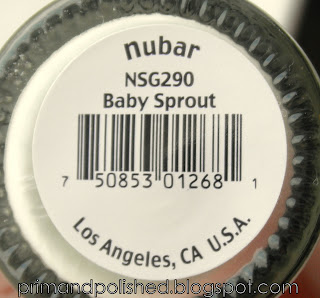 nubar
NSG290
Baby Sprout
7 50853 01268 1
Los Angeles, CA U.S.A.
primandpolished.blogspot.com